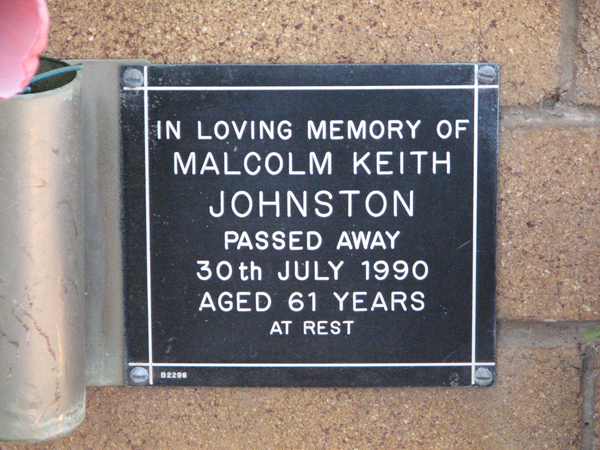 IN LOVING MEMORY OF
MALCOLM KEITH
JOHNSTON
PASSED AWAY
30th JULY 1990
AGED 61 YEARS
AT REST
B2298